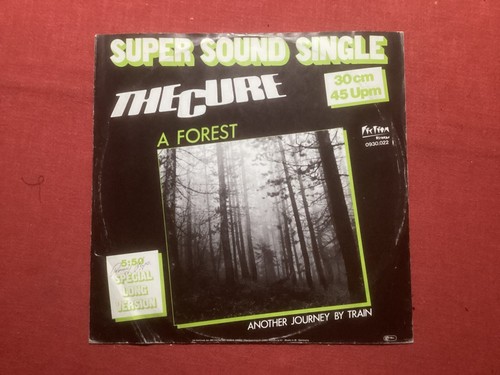 SUPER SOUND SINGLE
THE CURE
30 cm
45 Upm
A FOREST
Fiction
0930.022
5:50
SPECIAL
LONG
VERSION
ANOTHER JOURNEY BY TRAIN